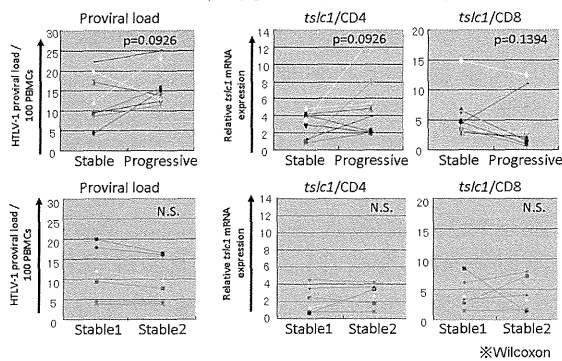 Proviral load
tslc1/CD4
tslc1/CD8
HTLV-1 proviral load / 100 PBMCs
30
25
20
15
10
5
0
p=0.0926
Stable Progressive
Relative tslc1 mRNA expression
14
12
10
8
6
4
2
0
p=0.0926
Stable Progressive
20
15
10
5
0
p=0.1394
Stable Progressive
Proviral load
tslc1/CD4
tslc1/CD8
HTLV-1 proviral load / 100 PBMCs
30
25
20
15
10
5
0
N.S.
Stable1 Stable2
Relative tslc1 mRNA expression
14
12
10
8
6
4
2
0
N.S.
Stable1 Stable2
20
15
10
5
0
N.S.
Stable1 Stable2
※Wilcoxon